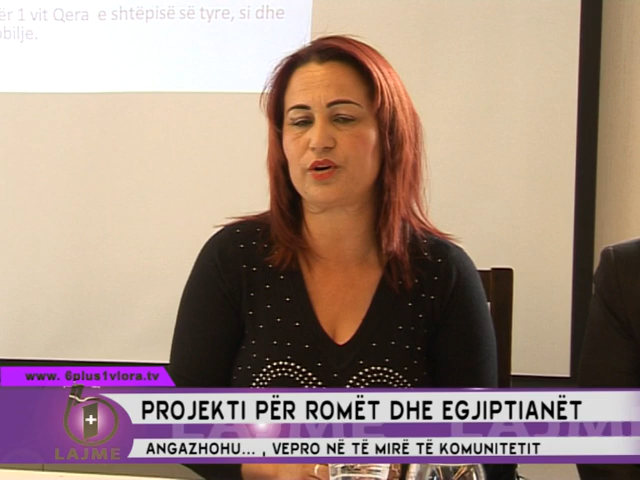 ër 1 vit Qera e shtëpisë së tyre, si dhe
obilje.
www. 6plus1vlora.tv
PROJEKTI PËR ROMËT DHE EGJIPTIANËT
LAJME
ANGAZHOHU... , VEPRO NË TË MIRË TË KOMUNITETIT